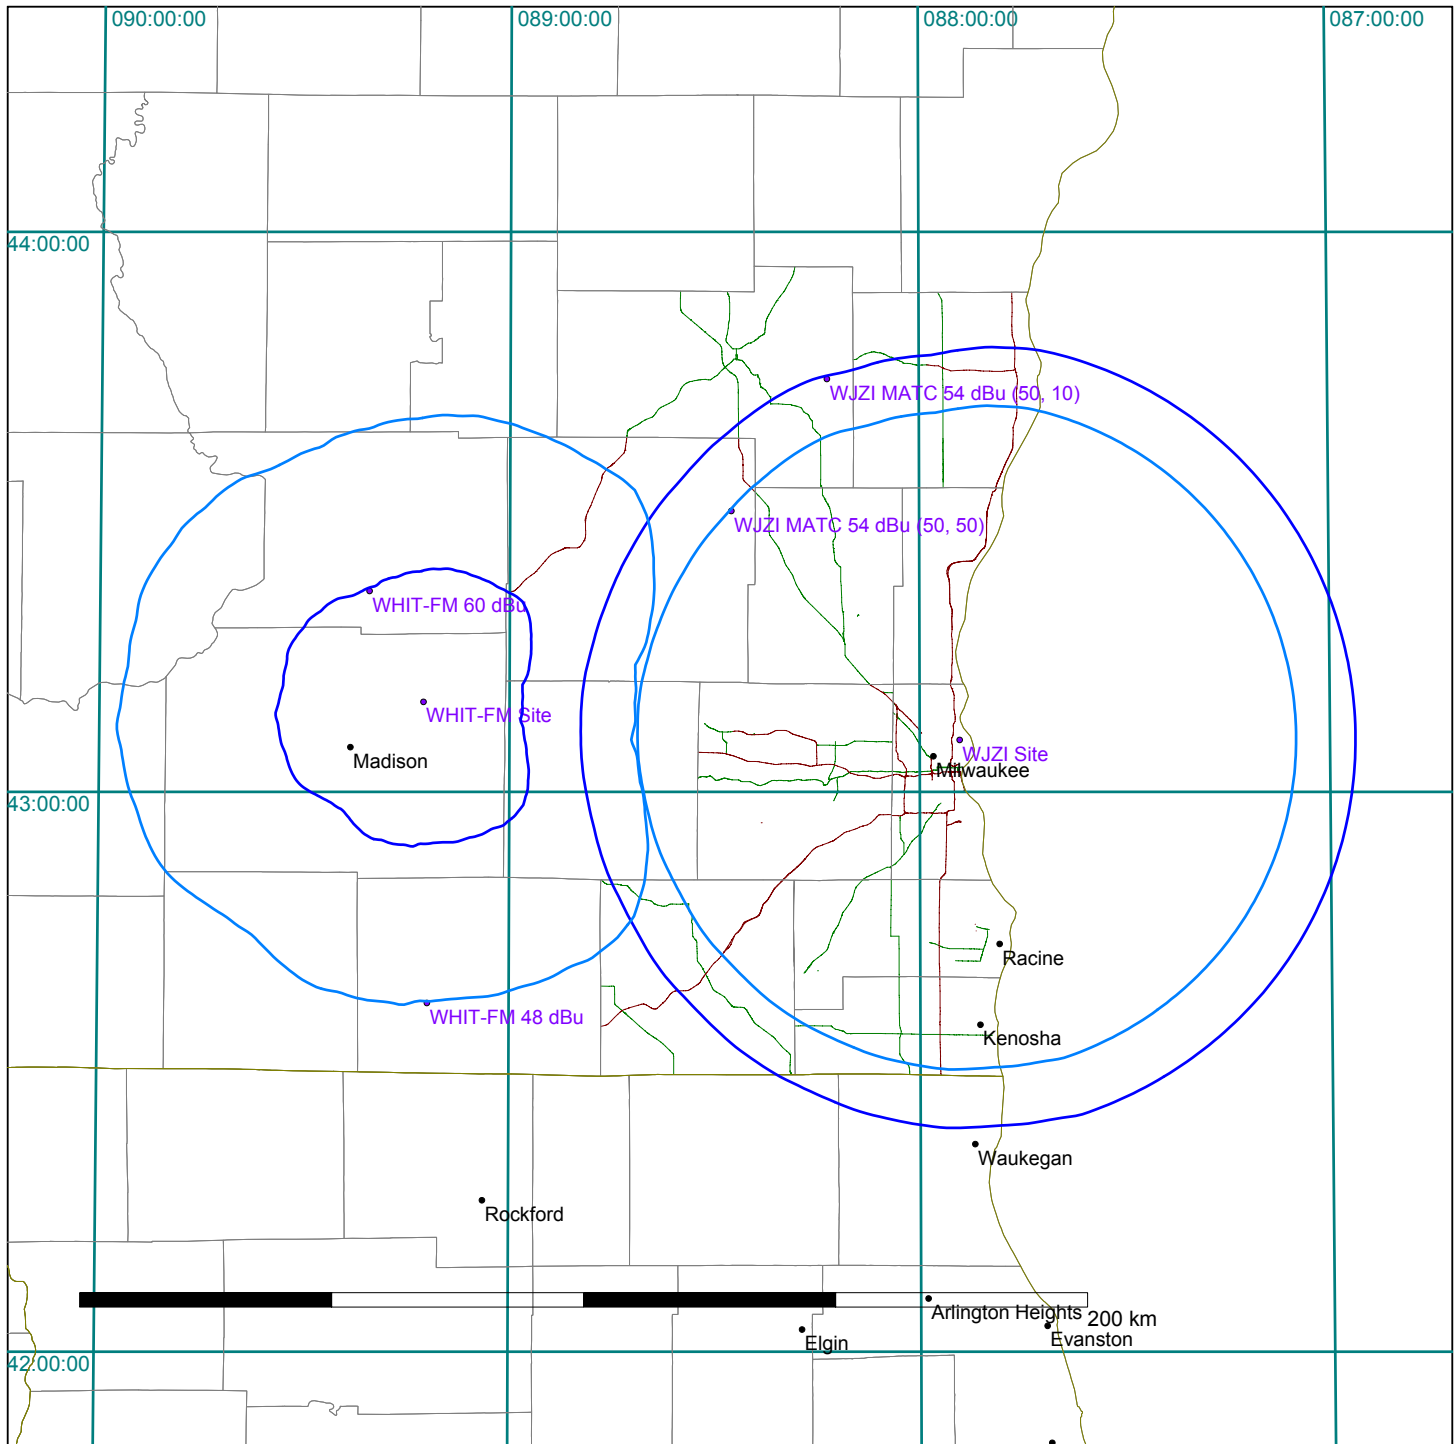 090:00:00
089:00:00
088:00:00
087:00:00
44:00:00
WJZI MATC 54 dBu (50, 10)
WJZI MATC 54 dBu (50, 50)
WHIT-FM 60 dBu
WHIT-FM Site
Madison
WJZI Site
Milwaukee
43:00:00
Racine
WHIT-FM 48 dBu
Kenosha
Waukegan
Rockford
Arlington Heights
200 km
Elgin
Evanston
42:00:00